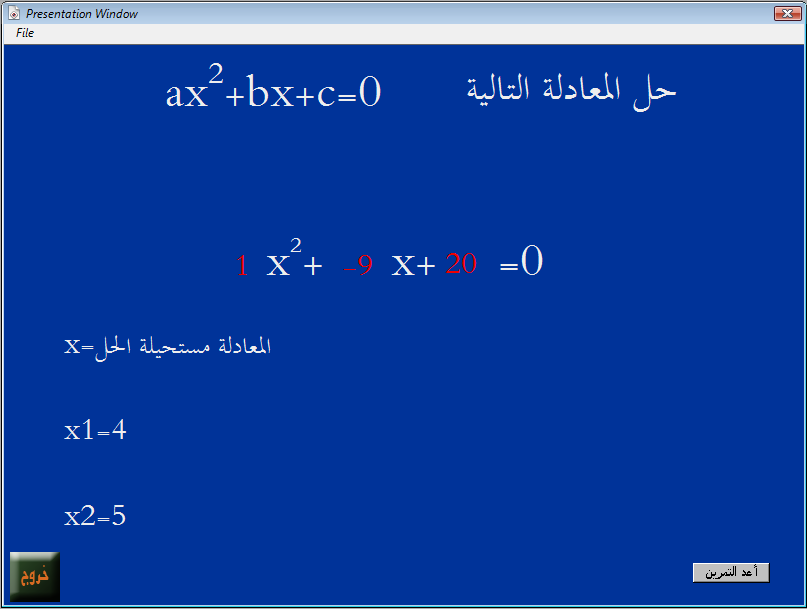 Presentation Window
File
حل المعادلة التالية
ax²+bx+c=0
1 x²+ -9 x+ 20 =0
x=المعادلة مستحيلة الحل
x1=4
x2=5
خروج
أعد التمرين